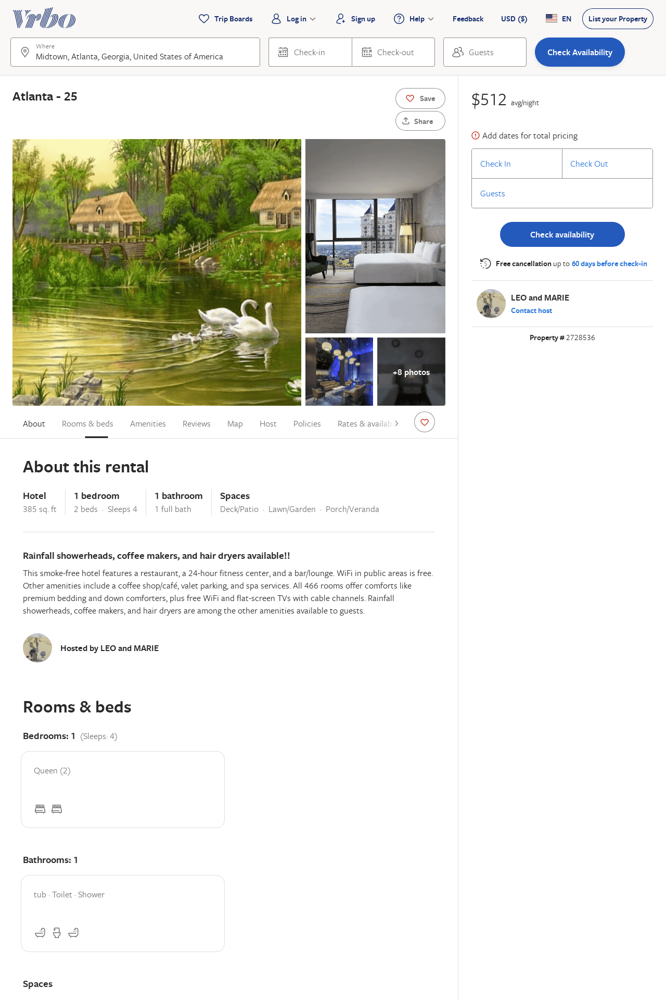 Vrbo
Trip Boards
Log in
Sign up
Help
Feedback
USD ($)
EN
List your Property
Where
Midtown, Atlanta, Georgia, United States of America
Check-in
Check-out
Guests
Check Availability
Atlanta - 25
Save
Share
+8 photos
$512 avg/night
Add dates for total pricing
Check In
Check Out
Guests
Check availability
Free cancellation up to 60 days before check-in
LEO and MARIE
Contact host
Property # 2728536
About
Rooms & beds
Amenities
Reviews
Map
Host
Policies
Rates & availab
About this rental
Hotel
385 sq. ft
1 bedroom
2 beds · Sleeps 4
1 bathroom
1 full bath
Spaces
Deck/Patio · Lawn/Garden · Porch/Veranda
Rainfall showerheads, coffee makers, and hair dryers available!!
This smoke-free hotel features a restaurant, a 24-hour fitness center, and a bar/lounge. WiFi in public areas is free.
Other amenities include a coffee shop/café, valet parking, and spa services. All 466 rooms offer comforts like
premium bedding and down comforters, plus free WiFi and flat-screen TVs with cable channels. Rainfall
showerheads, coffee makers, and hair dryers are among the other amenities available to guests.
Hosted by LEO and MARIE
Rooms & beds
Bedrooms: 1 (Sleeps: 4)
Queen (2)
Bathrooms: 1
tub · Toilet · Shower
Spaces